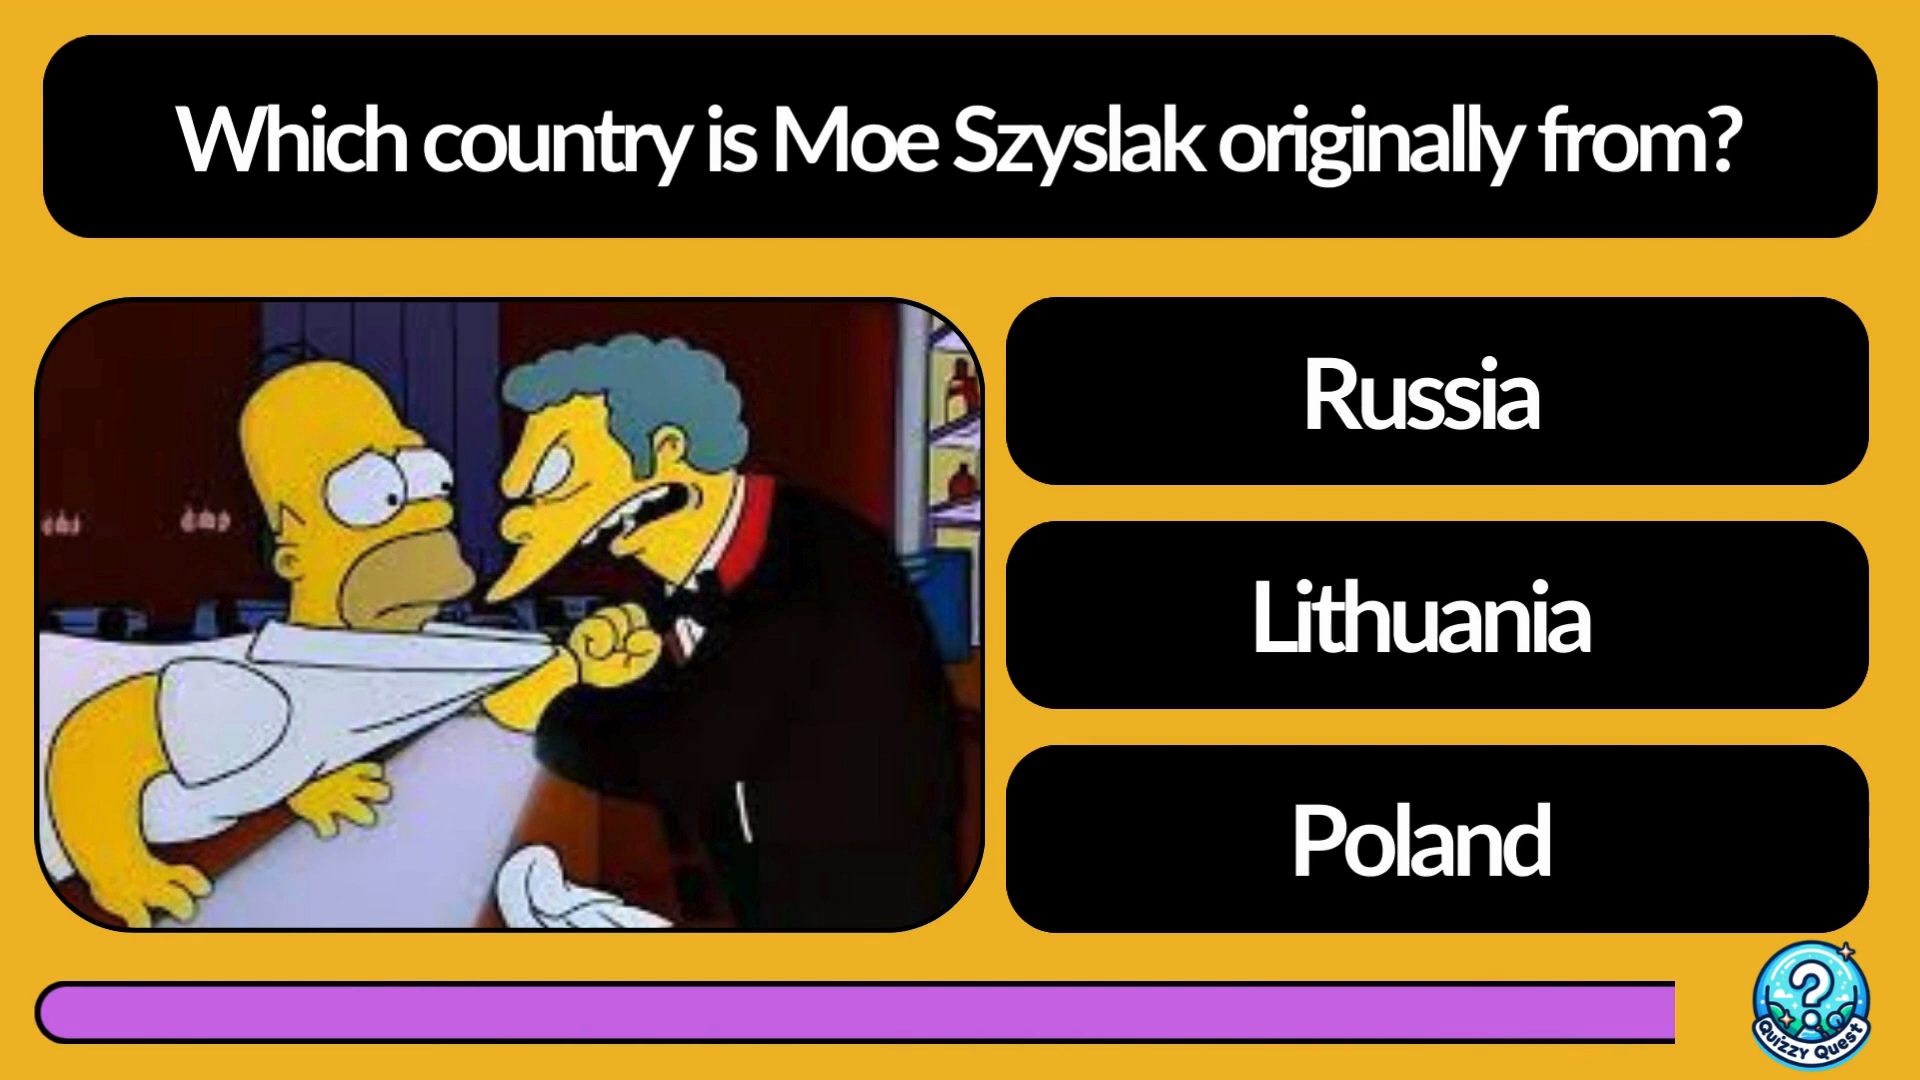 Which country is Moe Szyslak originally from?
Russia
Lithuania
Poland
Quizzy Quest